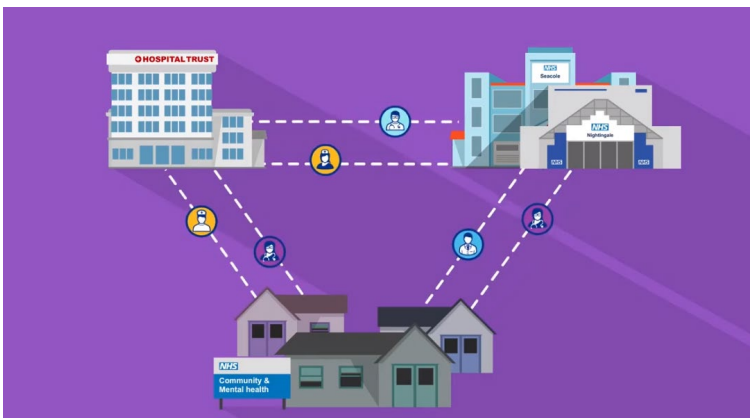 HOSPITAL TRUST
NHS
Seacole
NHS
Nightingale
NHS
NHS
NHS
Community &
Mental health